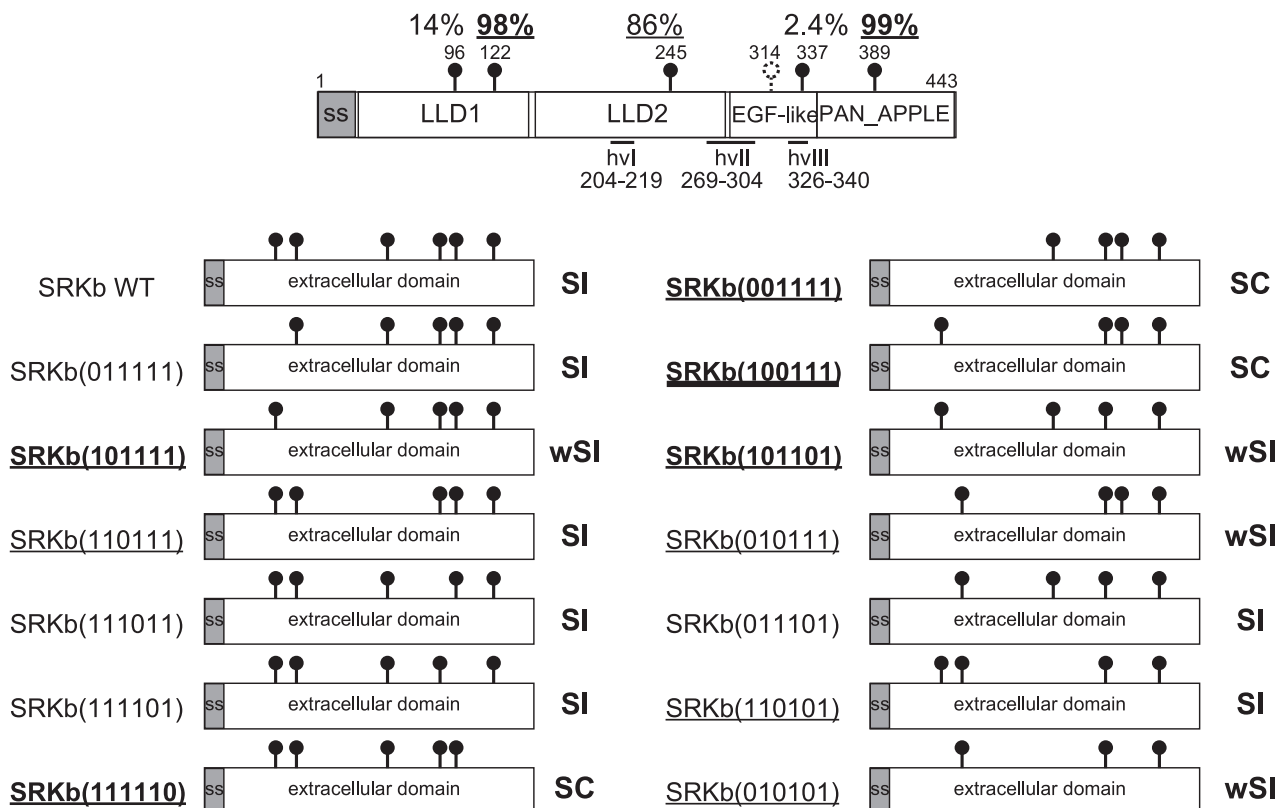 14% 98% 86% 2.4% 99%
96 122 245 314 337 389
1 443
ss LLD1 LLD2 EGF-like PAN_APPLE
hvI hvII hvIII
204-219 269-304 326-340
SRKb WT ss extracellular domain SI
SRKb(001111) ss extracellular domain SC
SRKb(011111) ss extracellular domain SI
SRKb(100111) ss extracellular domain SC
SRKb(101111) ss extracellular domain wSI
SRKb(101101) ss extracellular domain wSI
SRKb(110111) ss extracellular domain SI
SRKb(010111) ss extracellular domain wSI
SRKb(111011) ss extracellular domain SI
SRKb(011101) ss extracellular domain SI
SRKb(111101) ss extracellular domain SI
SRKb(110101) ss extracellular domain SI
SRKb(111110) ss extracellular domain SC
SRKb(010101) ss extracellular domain wSI